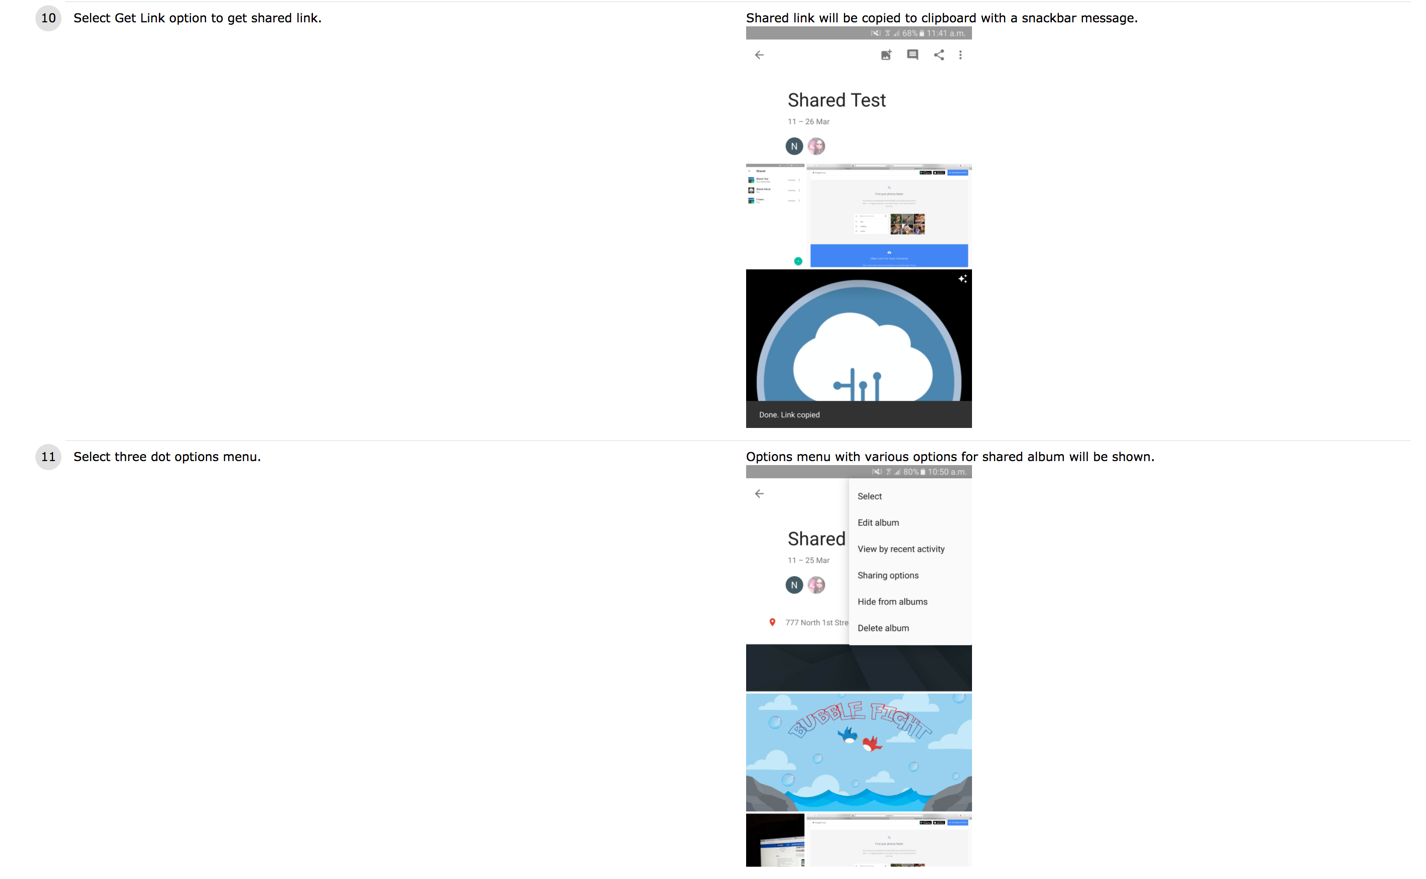 10 Select Get Link option to get shared link.
Shared link will be copied to clipboard with a snackbar message.
68% 11:41 a.m.
Shared Test
11 – 26 Mar
N
Shared
Done. Link copied
11 Select three dot options menu.
Options menu with various options for shared album will be shown.
80% 10:50 a.m.
Select
Edit album
Shared
View by recent activity
11 – 25 Mar
Sharing options
N
Hide from albums
777 North 1st Stre
Delete album
BUBBLE FIGHT